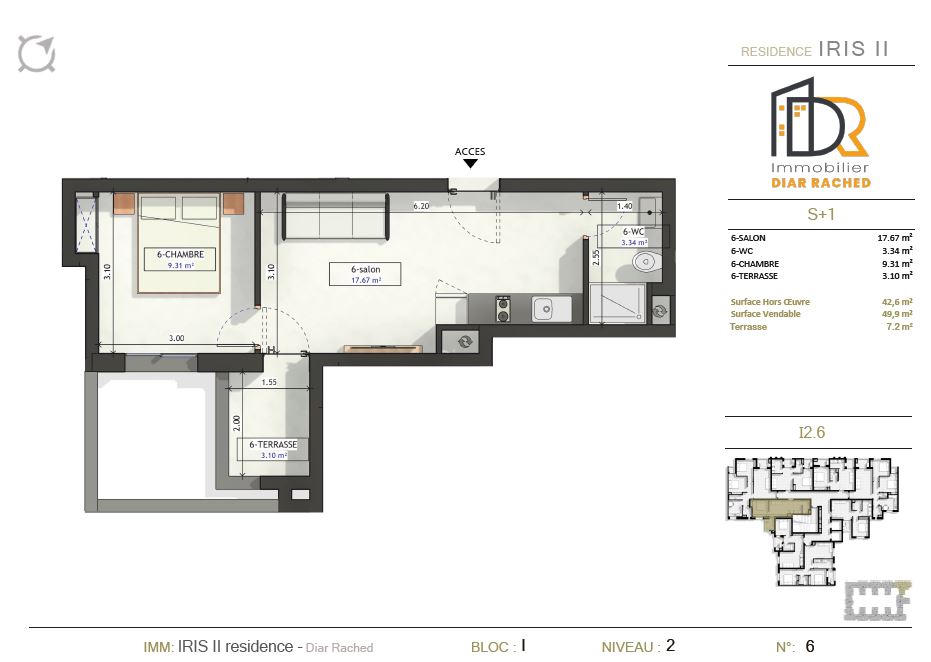 RESIDENCE IRIS II
DR
Immobilier
DIAR RACHED
S+1
6-SALON 17.67 m²
6-WC 3.34 m²
6-CHAMBRE 9.31 m²
6-TERRASSE 3.10 m²
Surface Hors Œuvre 42,6 m²
Surface Vendable 49,9 m²
Terrasse 7.2 m²
ACCES
6.20
1.40
6-WC
3.34 m²
6-CHAMBRE
9.31 m²
2.55
3.10
3.10
6-salon
17.67 m²
3.00
1.55
2.00
6-TERRASSE
3.10 m²
I2.6
IMM: IRIS II residence - Diar Rached BLOC : I NIVEAU : 2 N°: 6